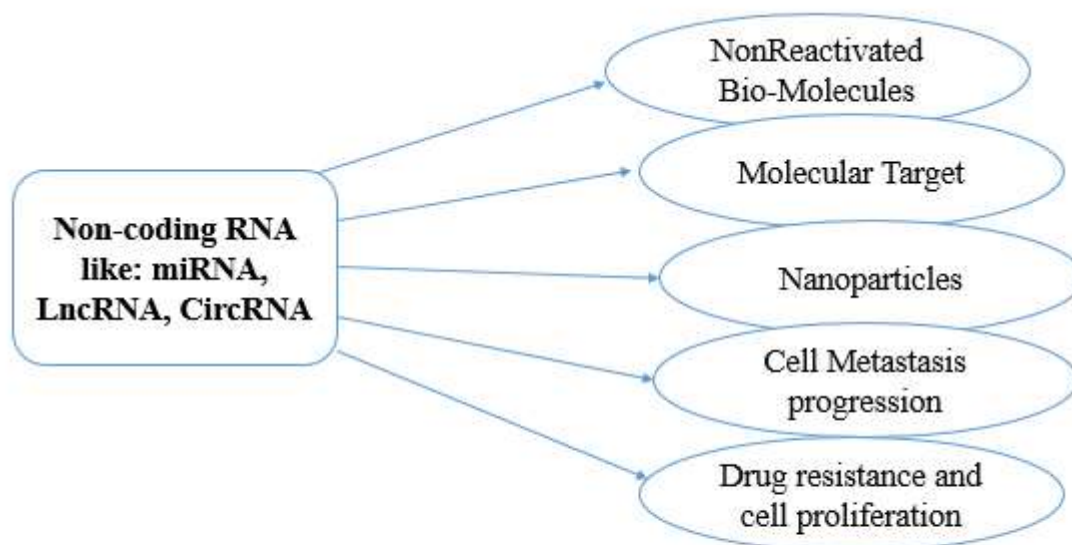 Non-coding RNA
like: miRNA,
LncRNA, CircRNA
NonReactivated
Bio-Molecules
Molecular Target
Nanoparticles
Cell Metastasis
progression
Drug resistance and
cell proliferation